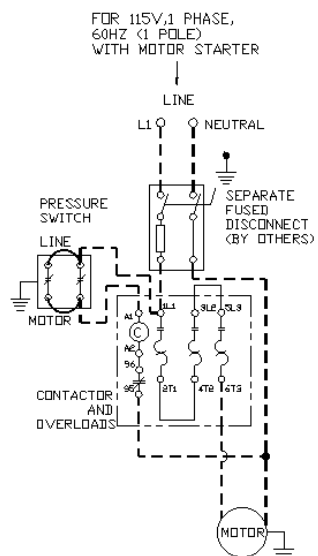 FOR 115V,1 PHASE,
60HZ (1 POLE)
WITH MOTOR STARTER
LINE
L1
NEUTRAL
SEPARATE
FUSED
DISCONNECT
(BY OTHERS)
PRESSURE
SWITCH
LINE
MOTOR
A1
1L1
3L2
5L3
C
A2
96
95
2T1
4T2
6T3
CONTACTOR
AND
OVERLOADS
MOTOR